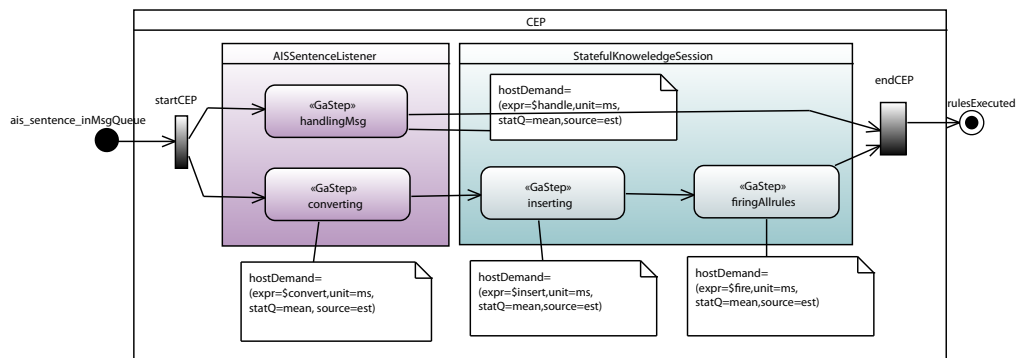 CEP
AISSentenceListener
StatefulKnoweledgeSession
ais_sentence_inMsgQueue
startCEP
«GaStep»
handlingMsg
hostDemand=
(expr=$handle,unit=ms,
statQ=mean,source=est)
endCEP
rulesExecuted
«GaStep»
converting
«GaStep»
inserting
«GaStep»
firingAllrules
hostDemand=
(expr=$convert,unit=ms,
statQ=mean, source=est)
hostDemand=
(expr=$insert,unit=ms,
statQ=mean,source=est)
hostDemand=
(expr=$fire,unit=ms,
statQ=mean,source=est)